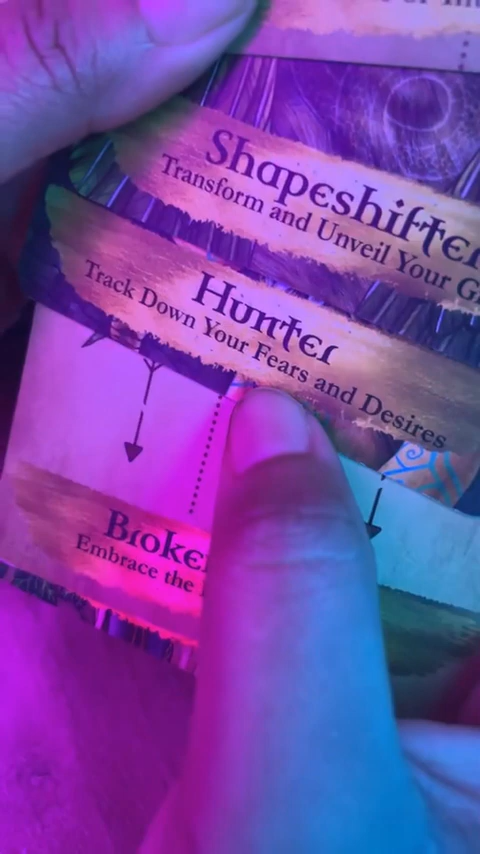 Shapeshifter
Transform and Unveil Your
Hunter
Track Down Your Fears and Desires
Embrace the